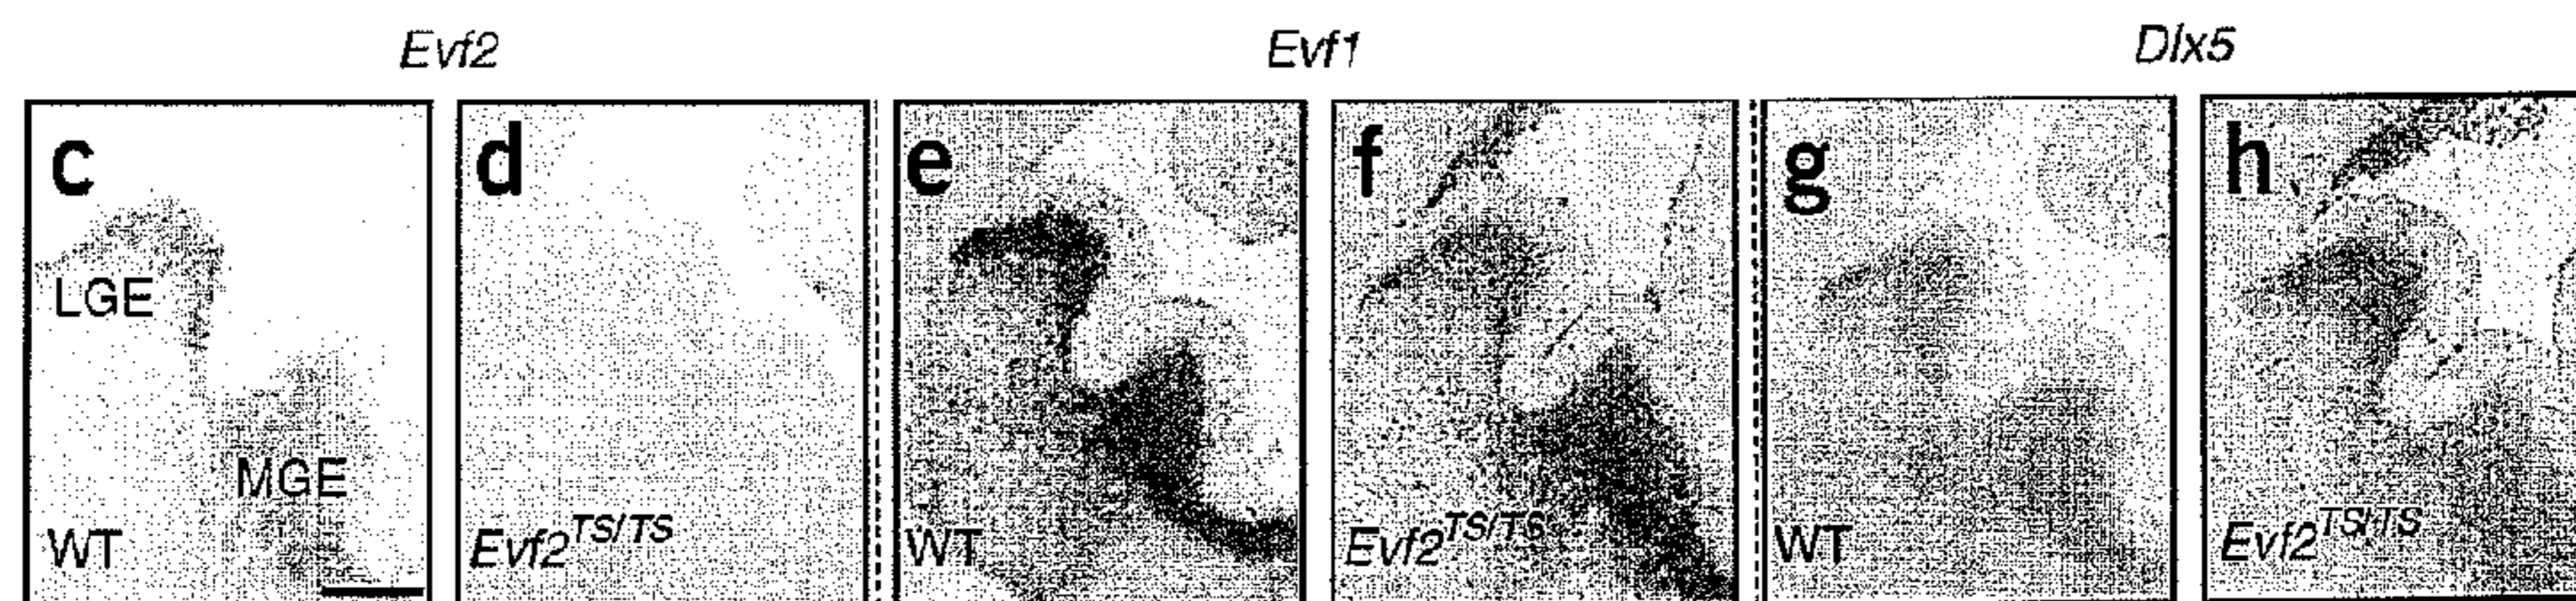 Evf2 Evf1 Dlx5
c d e f g h
LGE
MGE
WT Evf2TS/TS WT Evf2TS/TS WT Evf2TS/TS